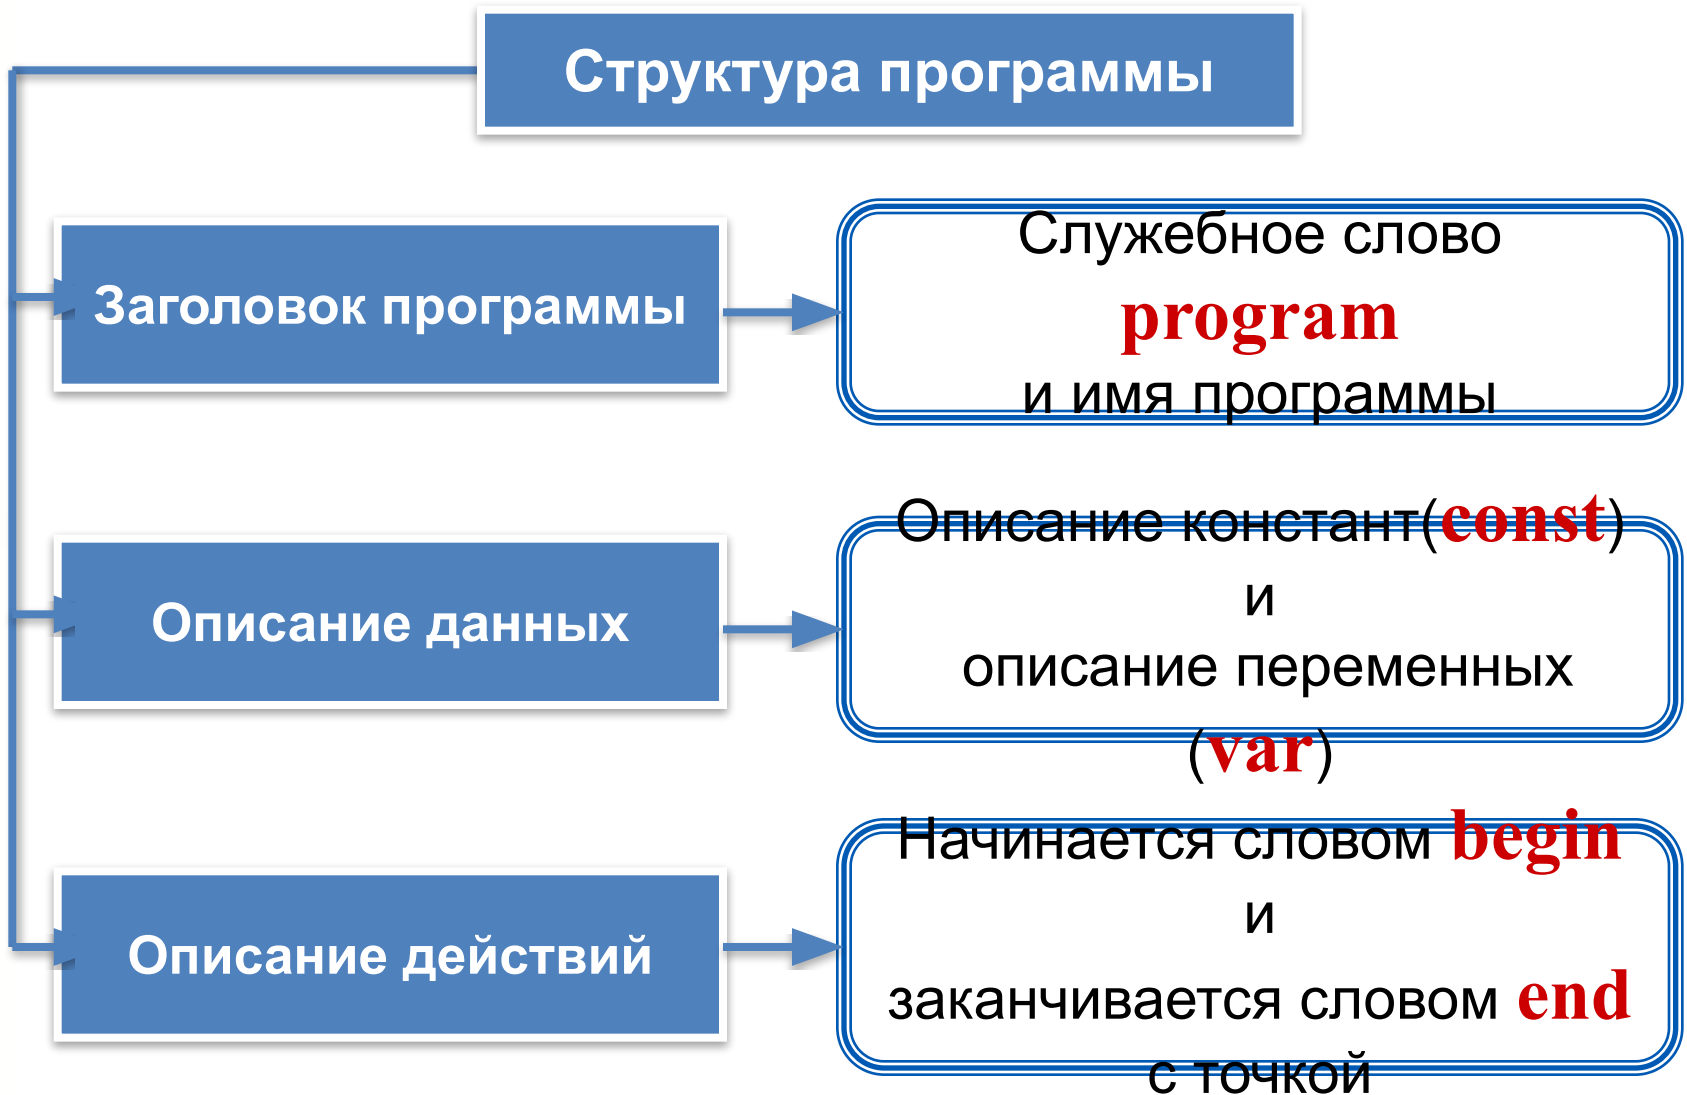 Структура программы
Заголовок программы
Служебное слово
program
и имя программы
Описание данных
Описание констант(const)
и
описание переменных
(var)
Описание действий
Начинается словом begin
и
заканчивается словом end
с точкой